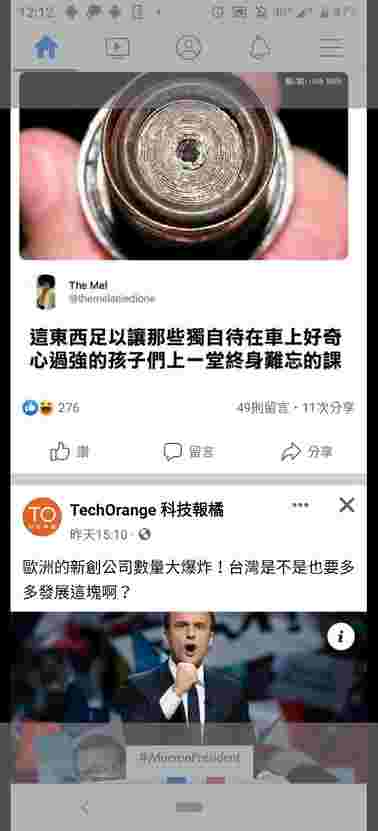 12:12
The Mel
@themelaniedione
這東西足以讓那些獨自待在車上好奇
心過強的孩子們上一堂終身難忘的課
276
49則留言・11次分享
讚
留言
分享
TO
TechOrange 科技報橘
昨天15:10
歐洲的新創公司數量大爆炸！台灣是不是也要多
多發展這塊啊？
i
#MacronPresident